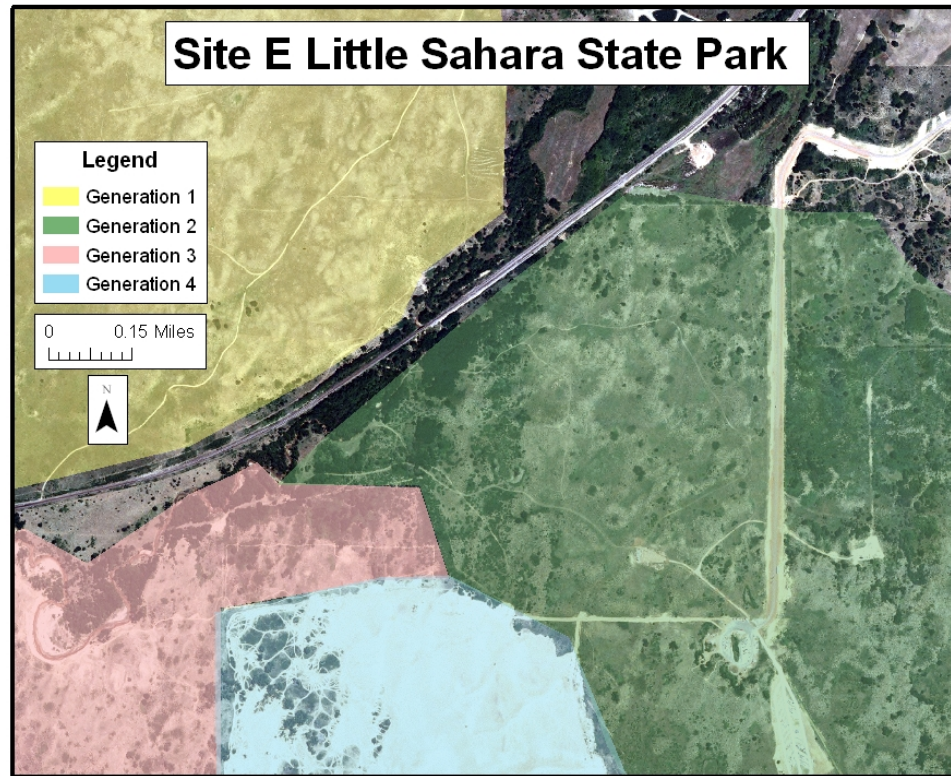 Site E Little Sahara State Park
Legend
Generation 1
Generation 2
Generation 3
Generation 4
0 0.15 Miles
N